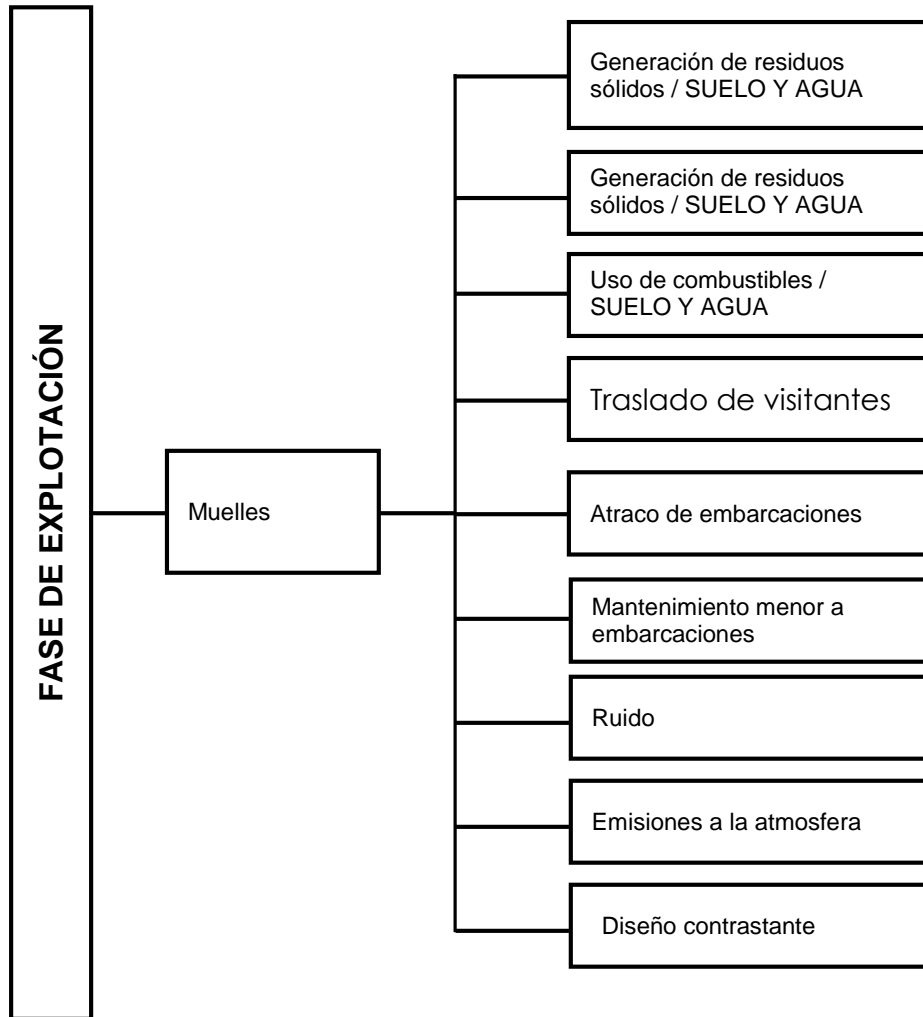 FASE DE EXPLOTACIÓN
Muelles
Generación de residuos
sólidos / SUELO Y AGUA
Generación de residuos
sólidos / SUELO Y AGUA
Uso de combustibles /
SUELO Y AGUA
Traslado de visitantes
Atraco de embarcaciones
Mantenimiento menor a
embarcaciones
Ruido
Emisiones a la atmosfera
Diseño contrastante